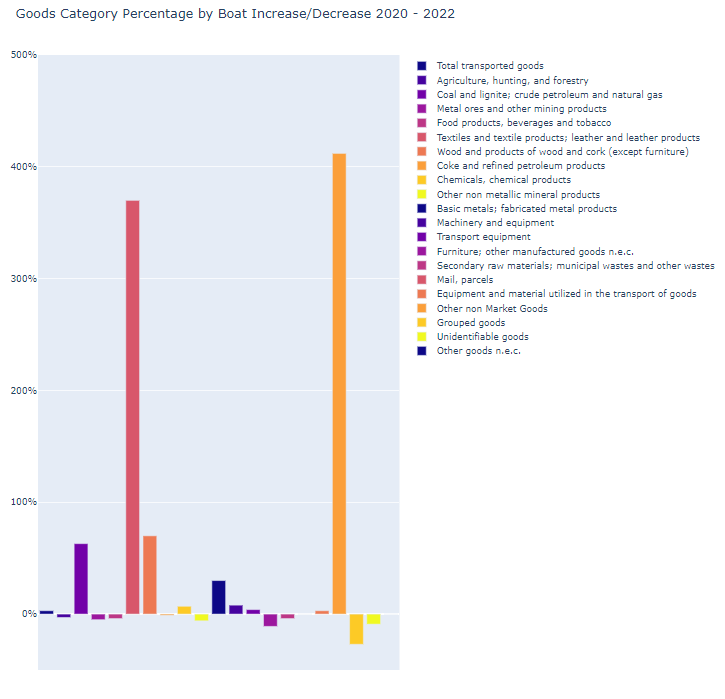 Goods Category Percentage by Boat Increase/Decrease 2020 - 2022
500%
400%
300%
200%
100%
0%
Total transported goods
Agriculture, hunting, and forestry
Coal and lignite; crude petroleum and natural gas
Metal ores and other mining products
Food products, beverages and tobacco
Textiles and textile products; leather and leather products
Wood and products of wood and cork (except furniture)
Coke and refined petroleum products
Chemicals, chemical products
Other non metallic mineral products
Basic metals; fabricated metal products
Machinery and equipment
Transport equipment
Furniture; other manufactured goods n.e.c.
Secondary raw materials; municipal wastes and other wastes
Mail, parcels
Equipment and material utilized in the transport of goods
Other non Market Goods
Grouped goods
Unidentifiable goods
Other goods n.e.c.